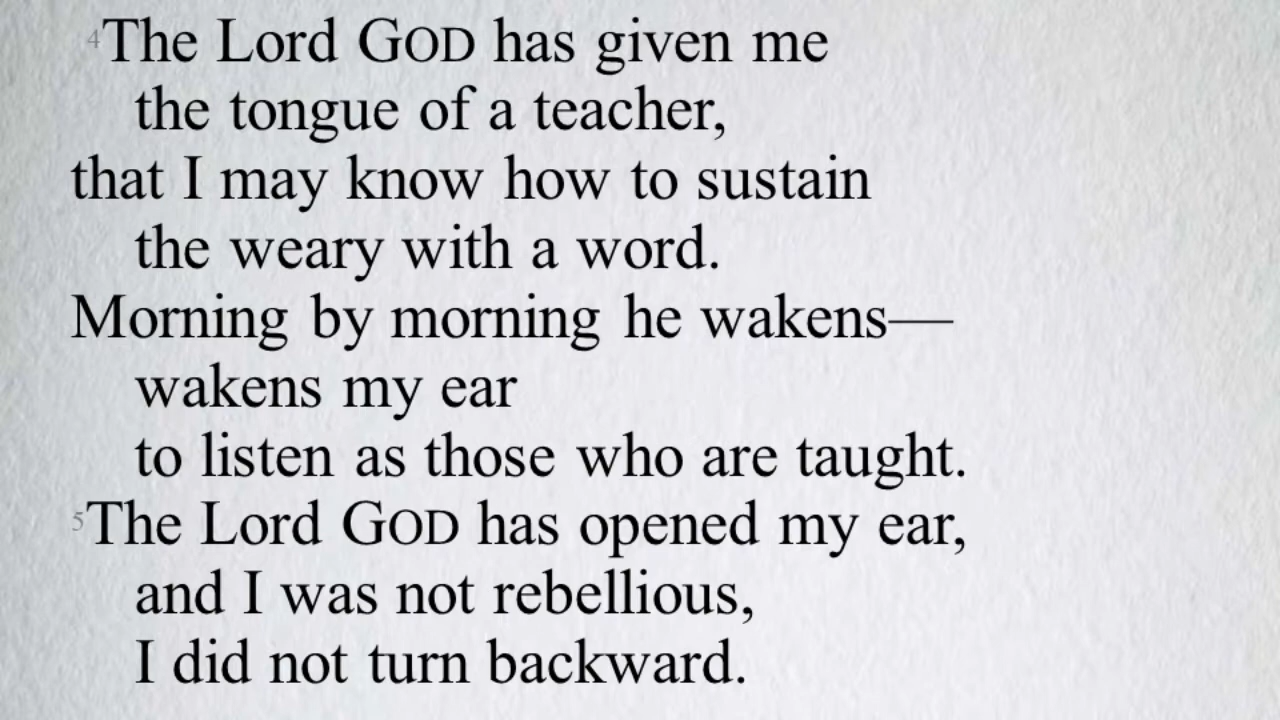 4The Lord GOD has given me
the tongue of a teacher,
that I may know how to sustain
the weary with a word.
Morning by morning he wakens—
wakens my ear
to listen as those who are taught.
5The Lord GOD has opened my ear,
and I was not rebellious,
I did not turn backward.